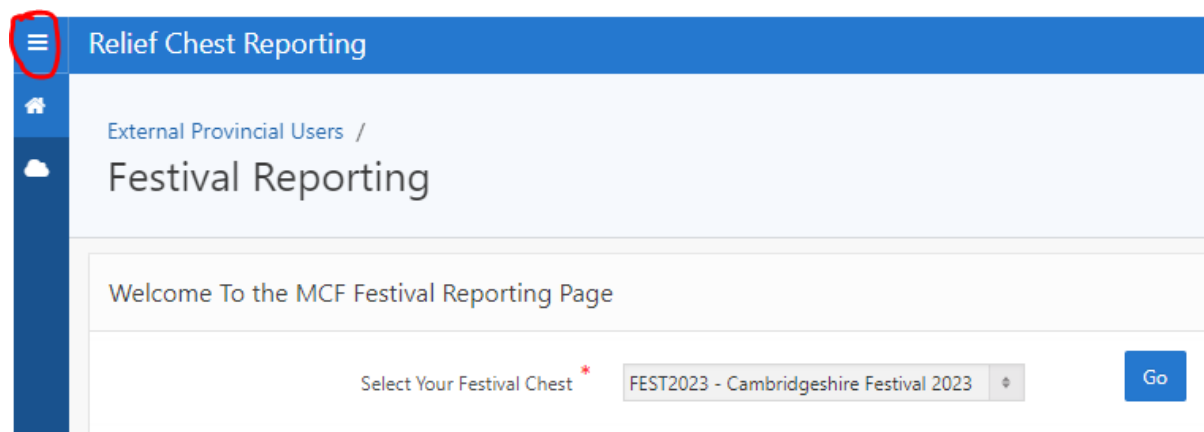 Relief Chest Reporting
External Provincial Users /
Festival Reporting
Welcome To the MCF Festival Reporting Page
Select Your Festival Chest * FEST2023 - Cambridgeshire Festival 2023 Go